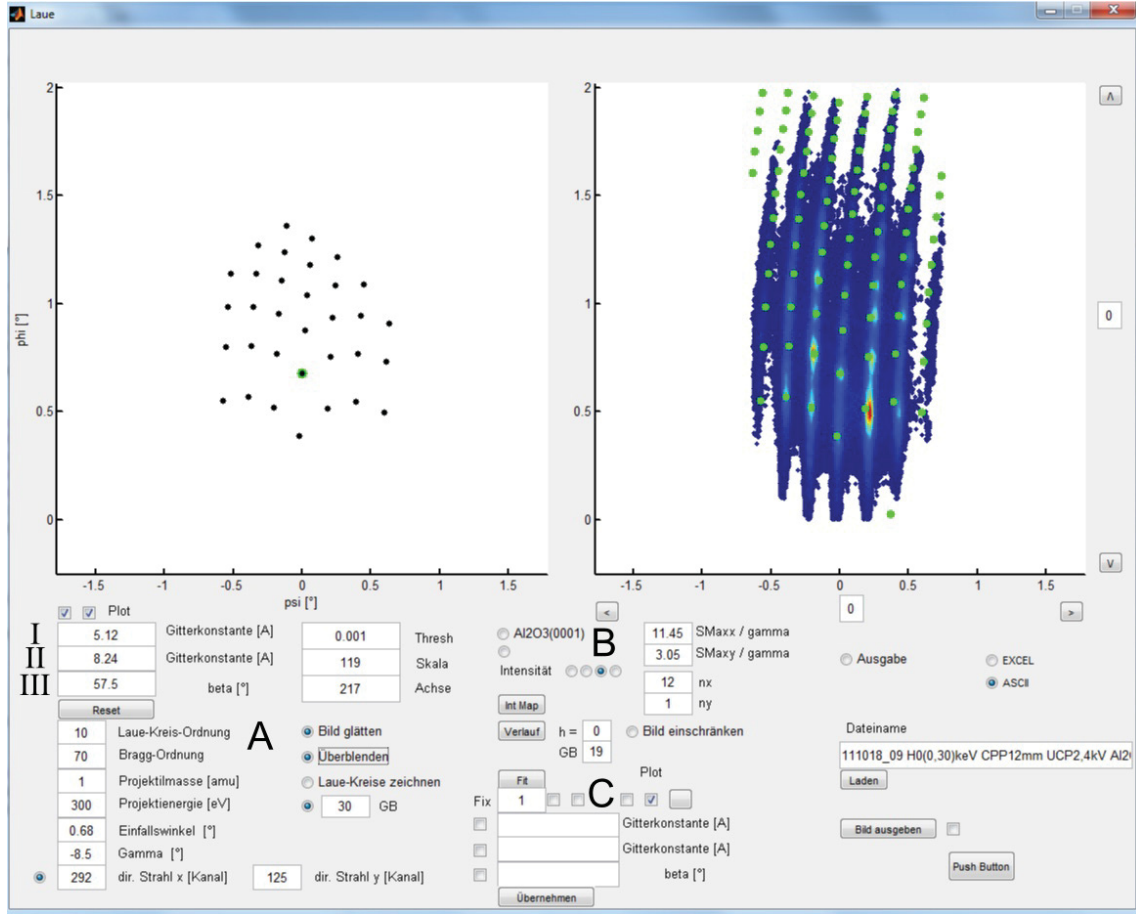 Laue
2
1.5
1
0.5
0
phi [°]
-1.5 -1 -0.5 0 0.5 1 1.5
psi [°]
2
1.5
1
0.5
0
-1.5 -1 -0.5 0 0.5 1 1.5
Λ
0
V
< 0 >
Plot
I 5.12 Gitterkonstante [A]
II 8.24 Gitterkonstante [A]
III 57.5 beta [°]
Reset
0.001 Thresh
119 Skala
217 Achse
10 Laue-Kreis-Ordnung
70 Bragg-Ordnung
1 Projektilmasse [amu]
300 Projektienergie [eV]
0.68 Einfallswinkel [°]
-8.5 Gamma [°]
292 dir. Strahl x [Kanal] 125 dir. Strahl y [Kanal]
A
Bild glätten
Überblenden
Laue-Kreise zeichnen
30 GB
Al2O3(0001) B
Intensität
11.45 SMaxx / gamma
3.05 SMaxy / gamma
12 nx
1 ny
Int Map
Verlauf h = 0 Bild einschränken
GB 19
Fit Plot
Fix 1 C
Gitterkonstante [A]
Gitterkonstante [A]
beta [°]
Übernehmen
Ausgabe EXCEL
ASCII
Dateiname
111018_09 H0(0,30)keV CPP12mm UCP2,4kV Al2
Laden
Bild ausgeben
Push Button